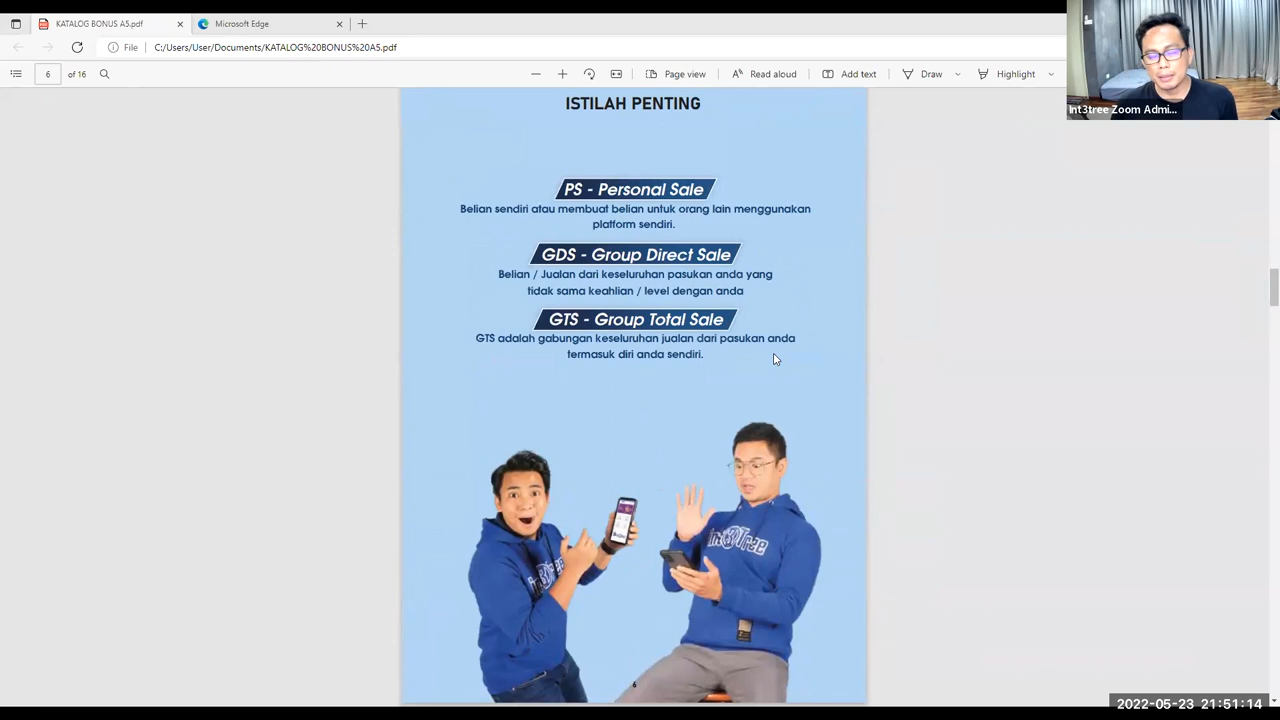 KATALOG BONUS A5.pdf
Microsoft Edge
File
C:/Users/User/Documents/KATALOG%20BONUS%20A5.pdf
6 of 16
Page view
Read aloud
Add text
Draw
Highlight
Int3tree Zoom Admi...
ISTILAH PENTING
PS - Personal Sale
Belian sendiri atau membuat belian untuk orang lain menggunakan
platform sendiri.
GDS - Group Direct Sale
Belian / Jualan dari keseluruhan pasukan anda yang
tidak sama keahlian / level dengan anda
GTS - Group Total Sale
GTS adalah gabungan keseluruhan jualan dari pasukan anda
termasuk diri anda sendiri.
Int3Tree
6
2022-05-23 21:51:14